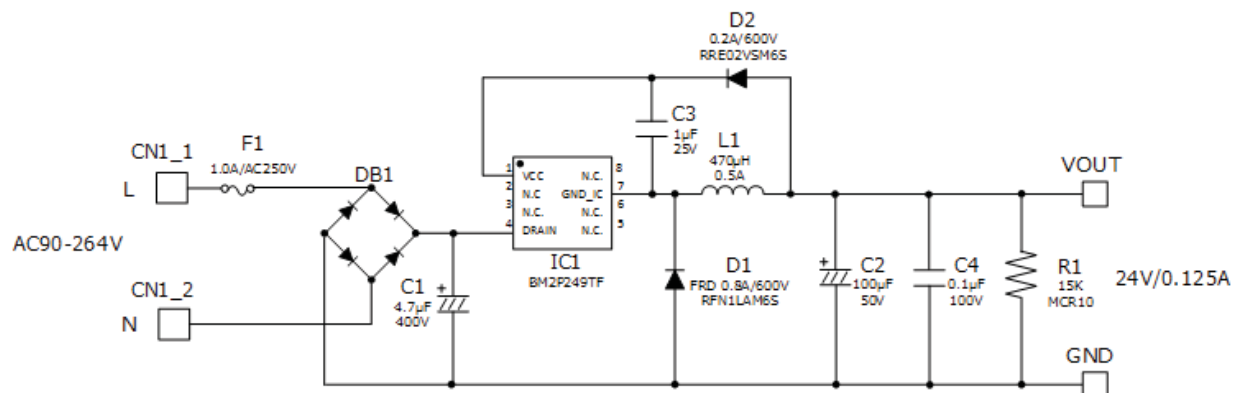 D2
0.2A/600V
RRE02VSM6S
C3
1µF
25V
F1
1.0A/AC250V
CN1_1
L
DB1
L1
470µH
0.5A
VOUT
1 VCC N.C. 8
2 N.C GND_IC 7
3 N.C. N.C. 6
4 DRAIN N.C. 5
IC1
BM2P249TF
AC90-264V
CN1_2
N
C1
4.7µF
400V
+
D1
FRD 0.8A/600V
RFN1LAM6S
+
C2
100µF
50V
C4
0.1µF
100V
R1
15K
MCR10
24V/0.125A
GND